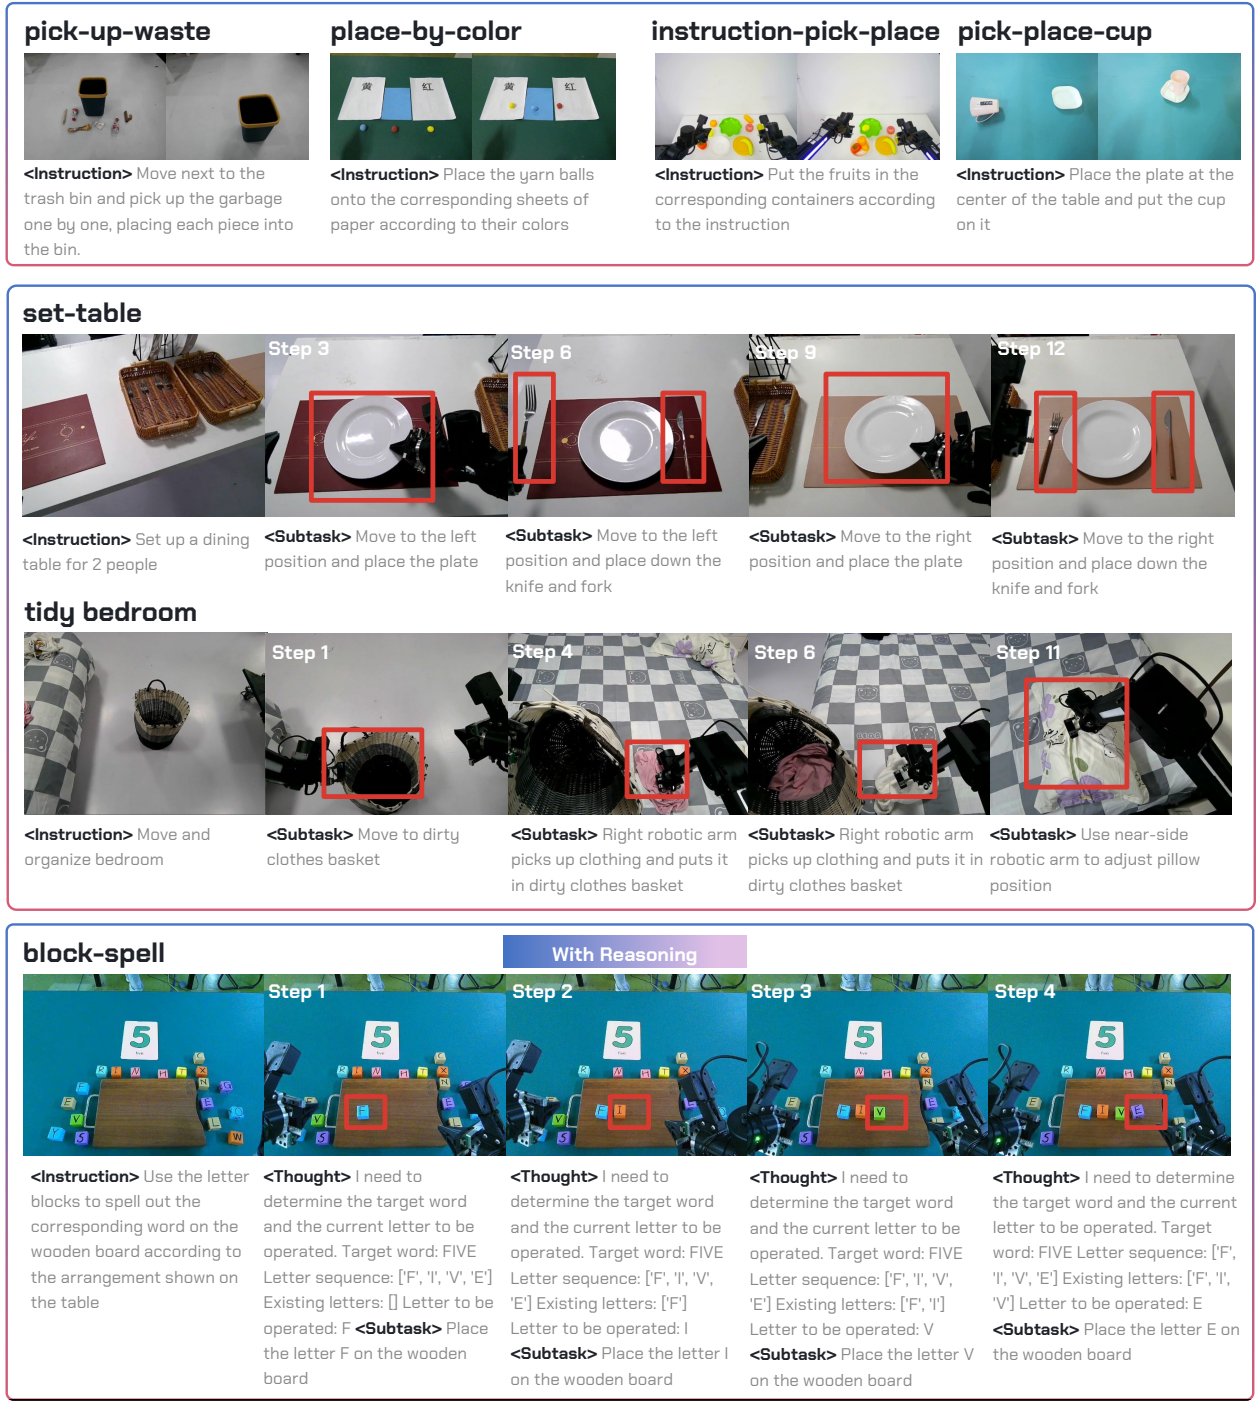 pick-up-waste
黄 红
<Instruction> Move next to the
trash bin and pick up the garbage
one by one, placing each piece into
the bin.
place-by-color
黄 红
<Instruction> Place the yarn balls
onto the corresponding sheets of
paper according to their colors
instruction-pick-place
<Instruction> Put the fruits in the
corresponding containers according
to the instruction
pick-place-cup
<Instruction> Place the plate at the
center of the table and put the cup
on it
set-table
<Instruction> Set up a dining
table for 2 people
Step 3
<Subtask> Move to the left
position and place the plate
Step 6
<Subtask> Move to the left
position and place down the
knife and fork
Step 9
<Subtask> Move to the right
position and place the plate
Step 12
<Subtask> Move to the right
position and place down the
knife and fork
tidy bedroom
<Instruction> Move and
organize bedroom
Step 1
<Subtask> Move to dirty
clothes basket
Step 4
<Subtask> Right robotic arm
picks up clothing and puts it
in dirty clothes basket
Step 6
<Subtask> Right robotic arm
picks up clothing and puts it in
dirty clothes basket
Step 11
<Subtask> Use near-side
robotic arm to adjust pillow
position
block-spell
With Reasoning
5
<Instruction> Use the letter
blocks to spell out the
corresponding word on the
wooden board according to
the arrangement shown on
the table
Step 1
5
F
<Thought> I need to
determine the target word
and the current letter to be
operated. Target word: FIVE
Letter sequence: ['F', 'I', 'V', 'E']
Existing letters: [] Letter to be
operated: F <Subtask> Place
the letter F on the wooden
board
Step 2
5
F I
<Thought> I need to
determine the target word
and the current letter to be
operated. Target word: FIVE
Letter sequence: ['F', 'I', 'V',
'E'] Existing letters: ['F']
Letter to be operated: I
<Subtask> Place the letter I
on the wooden board
Step 3
5
F I V
<Thought> I need to
determine the target word
and the current letter to be
operated. Target word: FIVE
Letter sequence: ['F', 'I', 'V',
'E'] Existing letters: ['F', 'I']
Letter to be operated: V
<Subtask> Place the letter V
on the wooden board
Step 4
5
F I V E
<Thought> I need to determine
the target word and the current
letter to be operated. Target
word: FIVE Letter sequence: ['F',
'I', 'V', 'E'] Existing letters: ['F', 'I',
'V'] Letter to be operated: E
<Subtask> Place the letter E on
the wooden board